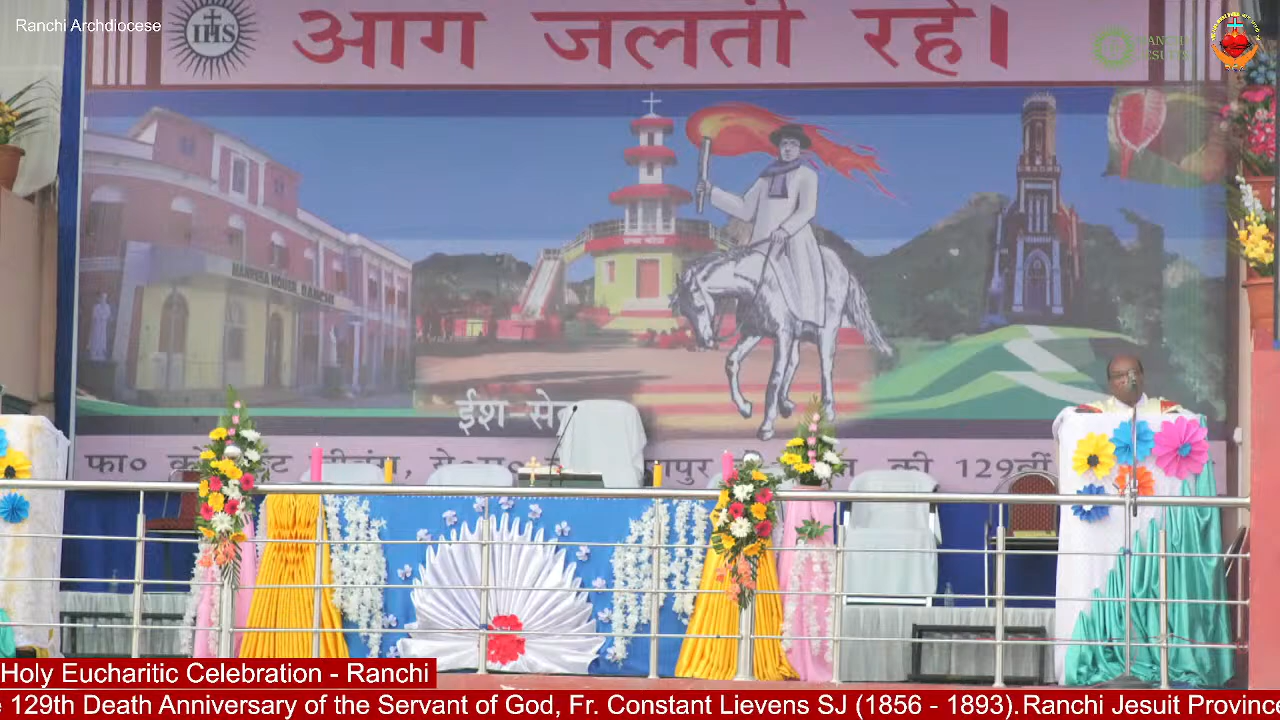 Ranchi Archdiocese
IHS
आग जलती रहे।
MANRESA HOUSE, RANCHI
ईश-से
फा० की 129वीं
Holy Eucharitic Celebration - Ranchi
129th Death Anniversary of the Servant of God, Fr. Constant Lievens SJ (1856 - 1893). Ranchi Jesuit Province